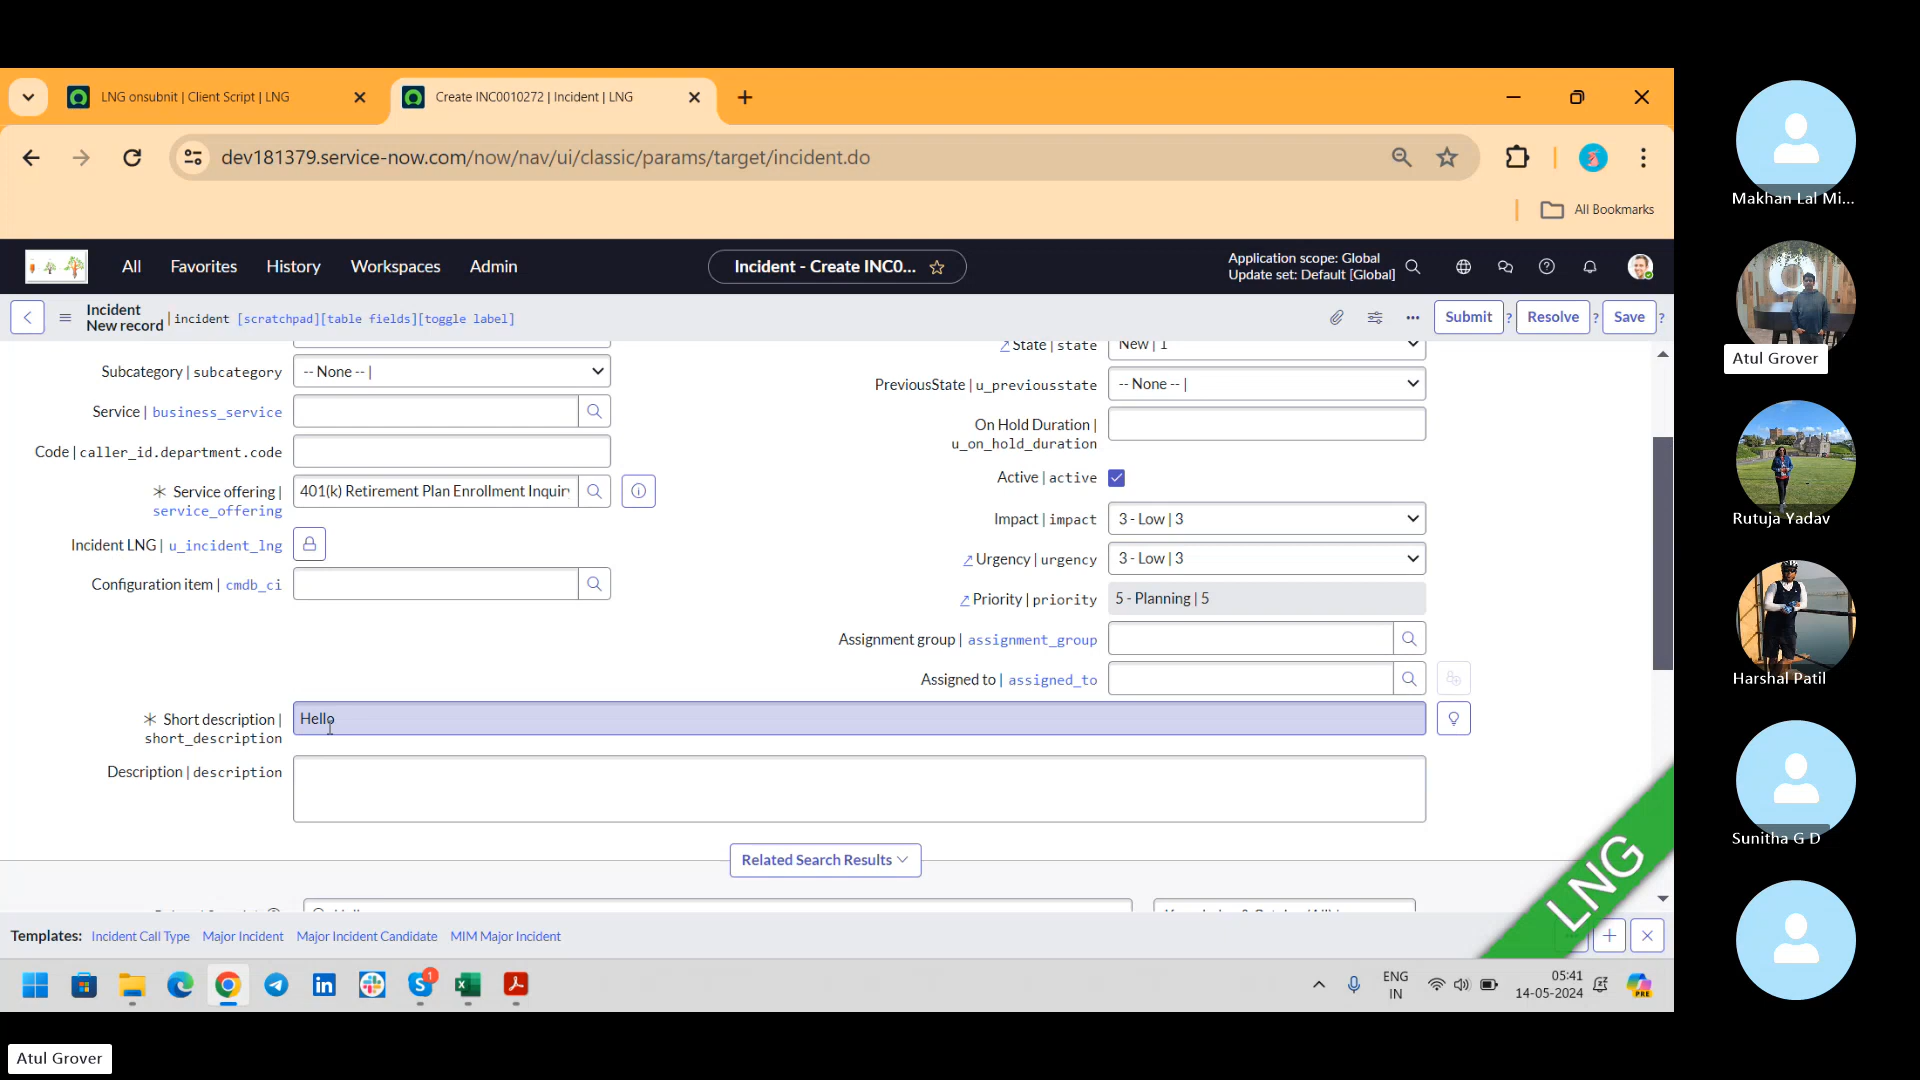 LNG onsubnit | Client Script | LNG
Create INC0010272 | Incident | LNG
dev181379.service-now.com/now/nav/ui/classic/params/target/incident.do
All Bookmarks
All Favorites History Workspaces Admin
Incident - Create INC0...
Application scope: Global
Update set: Default [Global]
Incident
New record
incident [scratchpad][table fields][toggle label]
Submit ? Resolve ? Save ?
State | state New | 1
Subcategory | subcategory -- None -- |
PreviousState | u_previousstate -- None -- |
Service | business_service
On Hold Duration |
u_on_hold_duration
Code | caller_id.department.code
Active | active
Service offering | 401(k) Retirement Plan Enrollment Inquiry
service_offering
Impact | impact 3 - Low | 3
Incident LNG | u_incident_lng
Urgency | urgency 3 - Low | 3
Configuration item | cmdb_ci
Priority | priority 5 - Planning | 5
Assignment group | assignment_group
Assigned to | assigned_to
Short description | Hello
short_description
Description | description
Related Search Results
LNG
Templates: Incident Call Type Major Incident Major Incident Candidate MIM Major Incident
1
ENG
IN
05:41
14-05-2024
PRE
Makhan Lal Mi...
Atul Grover
Rutuja Yadav
Harshal Patil
Sunitha G D
Atul Grover